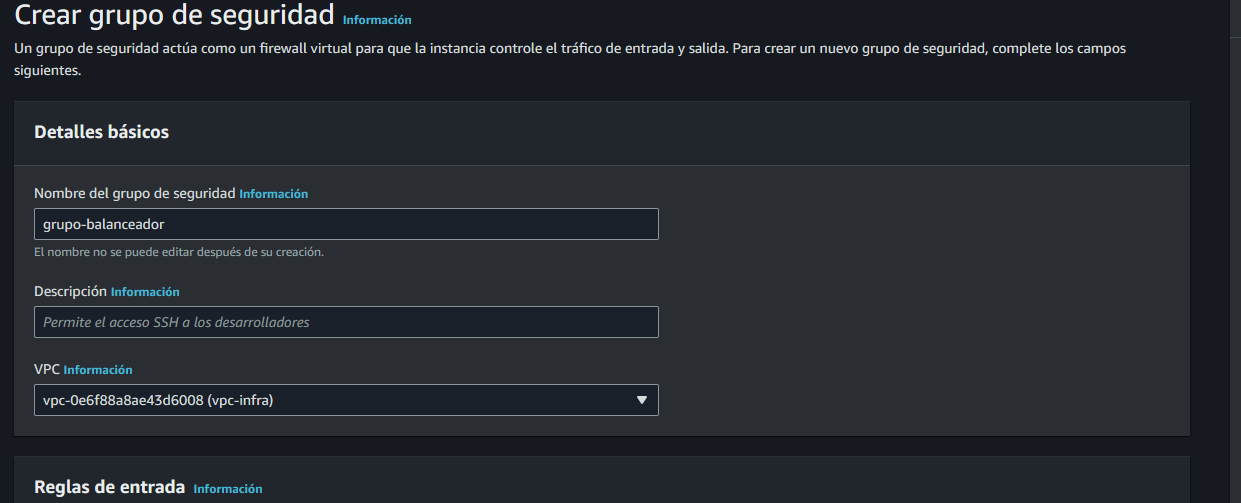 Crear grupo de seguridad Información
Un grupo de seguridad actúa como un firewall virtual para que la instancia controle el tráfico de entrada y salida. Para crear un nuevo grupo de seguridad, complete los campos
siguientes.
Detalles básicos
Nombre del grupo de seguridad Información
grupo-balanceador
El nombre no se puede editar después de su creación.
Descripción Información
Permite el acceso SSH a los desarrolladores
VPC Información
vpc-0e6f88a8ae43d6008 (vpc-infra)
Reglas de entrada Información